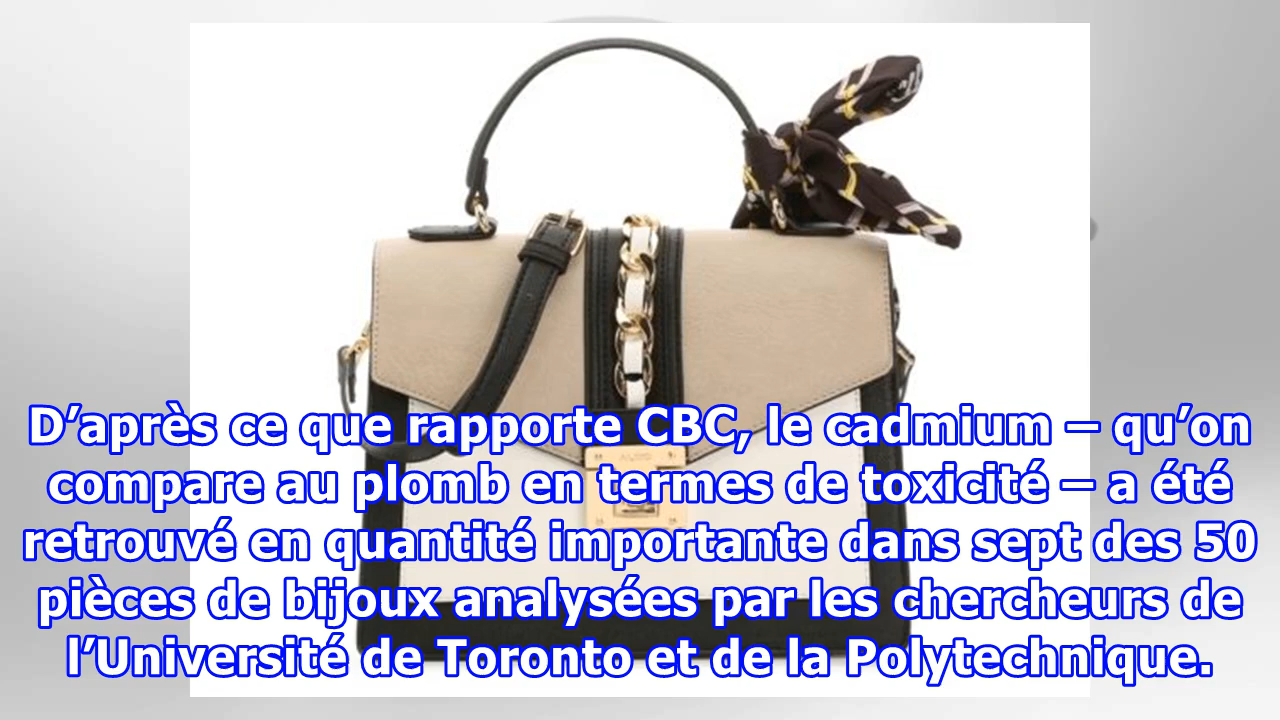 D’après ce que rapporte CBC, le cadmium – qu’on
compare au plomb en termes de toxicité – a été
retrouvé en quantité importante dans sept des 50
pièces de bijoux analysées par les chercheurs de
l’Université de Toronto et de la Polytechnique.